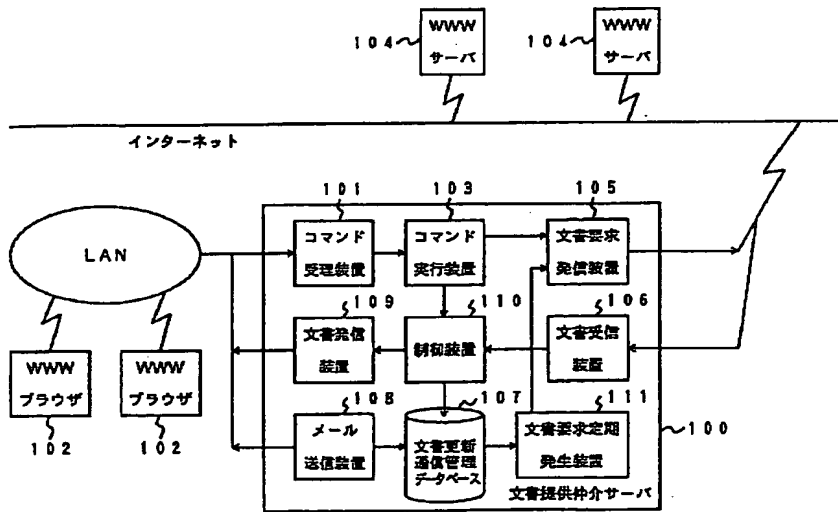 WWW
サーバ
104
WWW
サーバ
104
インターネット
LAN
WWW
ブラウザ
102
WWW
ブラウザ
102
101
コマンド
受理装置
103
コマンド
実行装置
105
文書要求
発信装置
109
文書発信
装置
110
制御装置
106
文書受信
装置
108
メール
送信装置
107
文書更新
通信管理
データベース
111
文書要求定期
発生装置
100
文書提供仲介サーバ